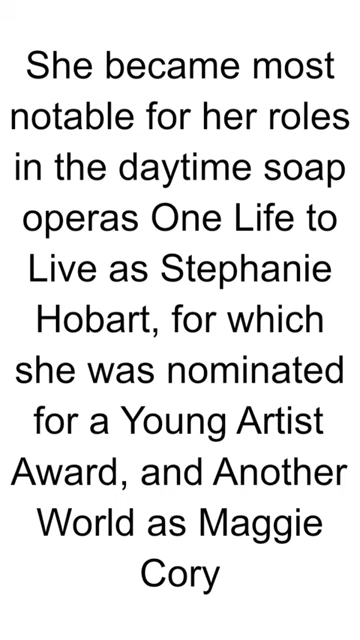 She became most
notable for her roles
in the daytime soap
operas One Life to
Live as Stephanie
Hobart, for which
she was nominated
for a Young Artist
Award, and Another
World as Maggie
Cory